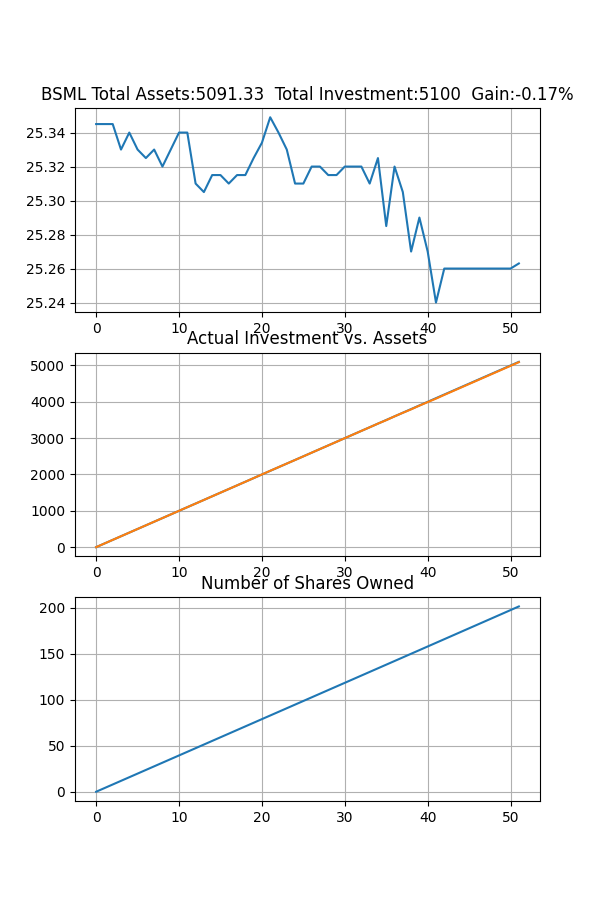 BSML Total Assets:5091.33  Total Investment:5100  Gain:-0.17%
25.34
25.32
25.30
25.28
25.26
25.24
0 10 20 30 40 50
Actual Investment vs. Assets
5000
4000
3000
2000
1000
0
0 10 20 30 40 50
Number of Shares Owned
200
150
100
50
0
0 10 20 30 40 50